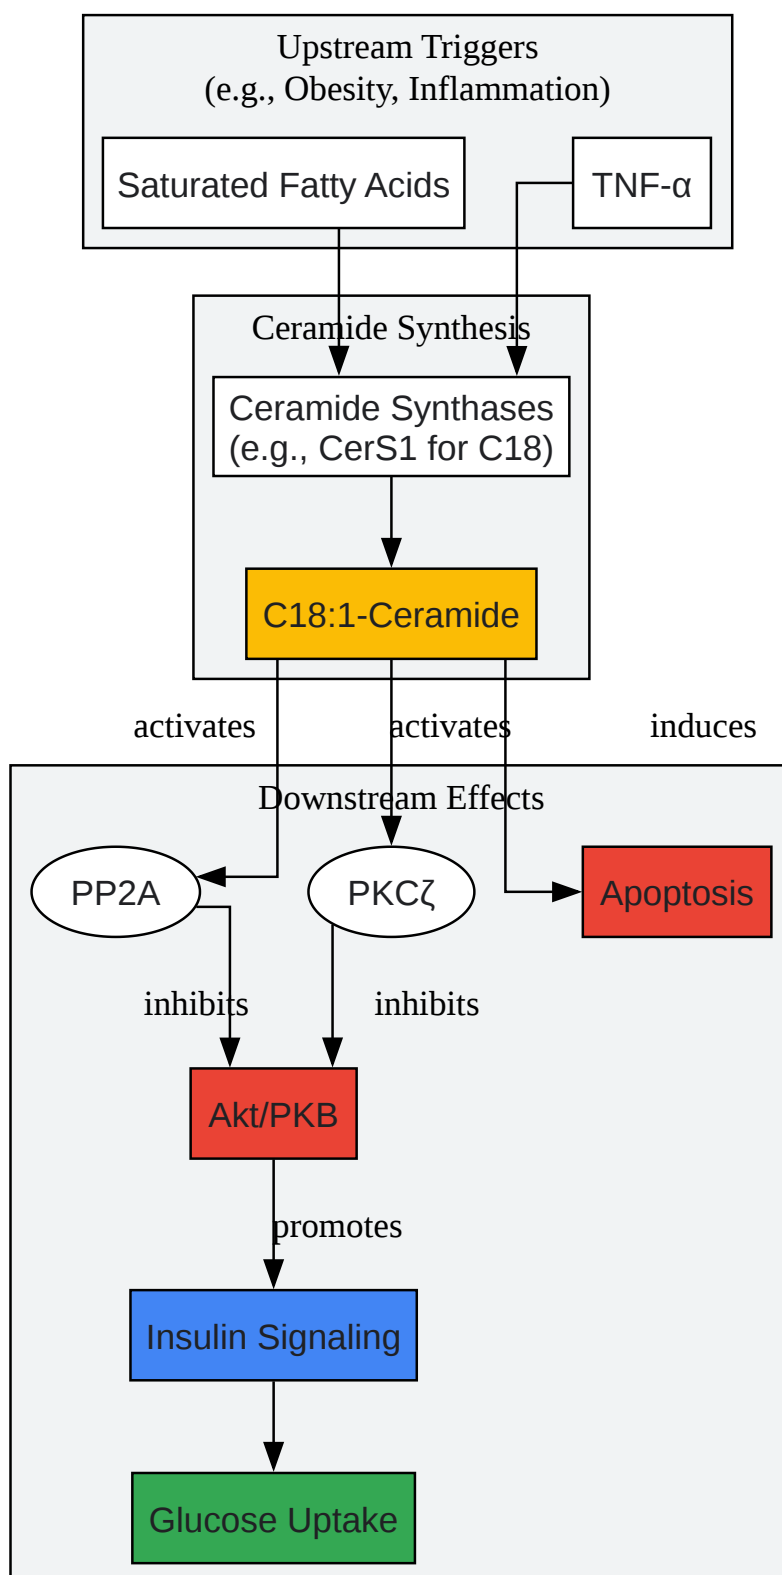 Upstream Triggers
(e.g., Obesity, Inflammation)
Saturated Fatty Acids
TNF-α
Ceramide Synthesis
Ceramide Synthases
(e.g., CerS1 for C18)
C18:1-Ceramide
activates
activates
induces
Downstream Effects
PP2A
PKCζ
Apoptosis
inhibits
inhibits
Akt/PKB
promotes
Insulin Signaling
Glucose Uptake